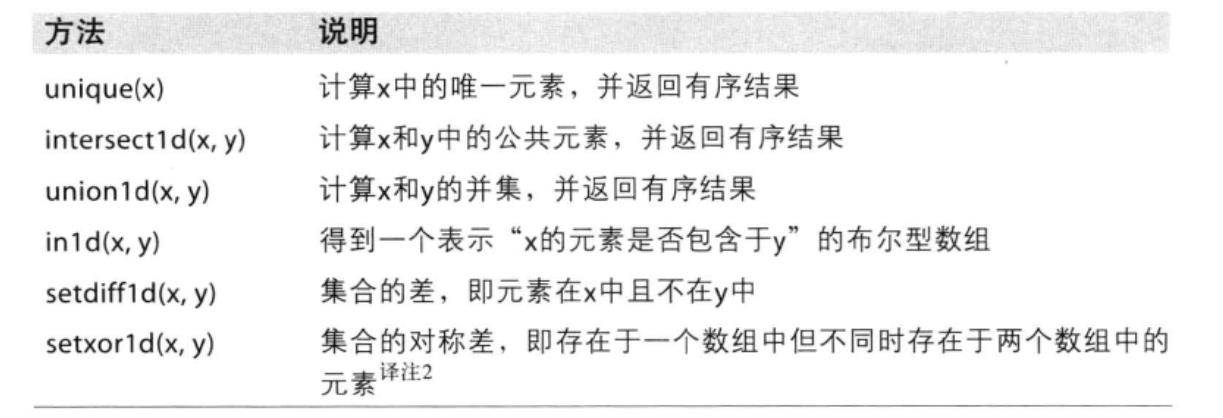 方法 说明
unique(x) 计算x中的唯一元素，并返回有序结果
intersect1d(x, y) 计算x和y中的公共元素，并返回有序结果
union1d(x, y) 计算x和y的并集，并返回有序结果
in1d(x, y) 得到一个表示“x的元素是否包含于y”的布尔型数组
setdiff1d(x, y) 集合的差，即元素在x中且不在y中
setxor1d(x, y) 集合的对称差，即存在于一个数组中但不同时存在于两个数组中的
元素译注2